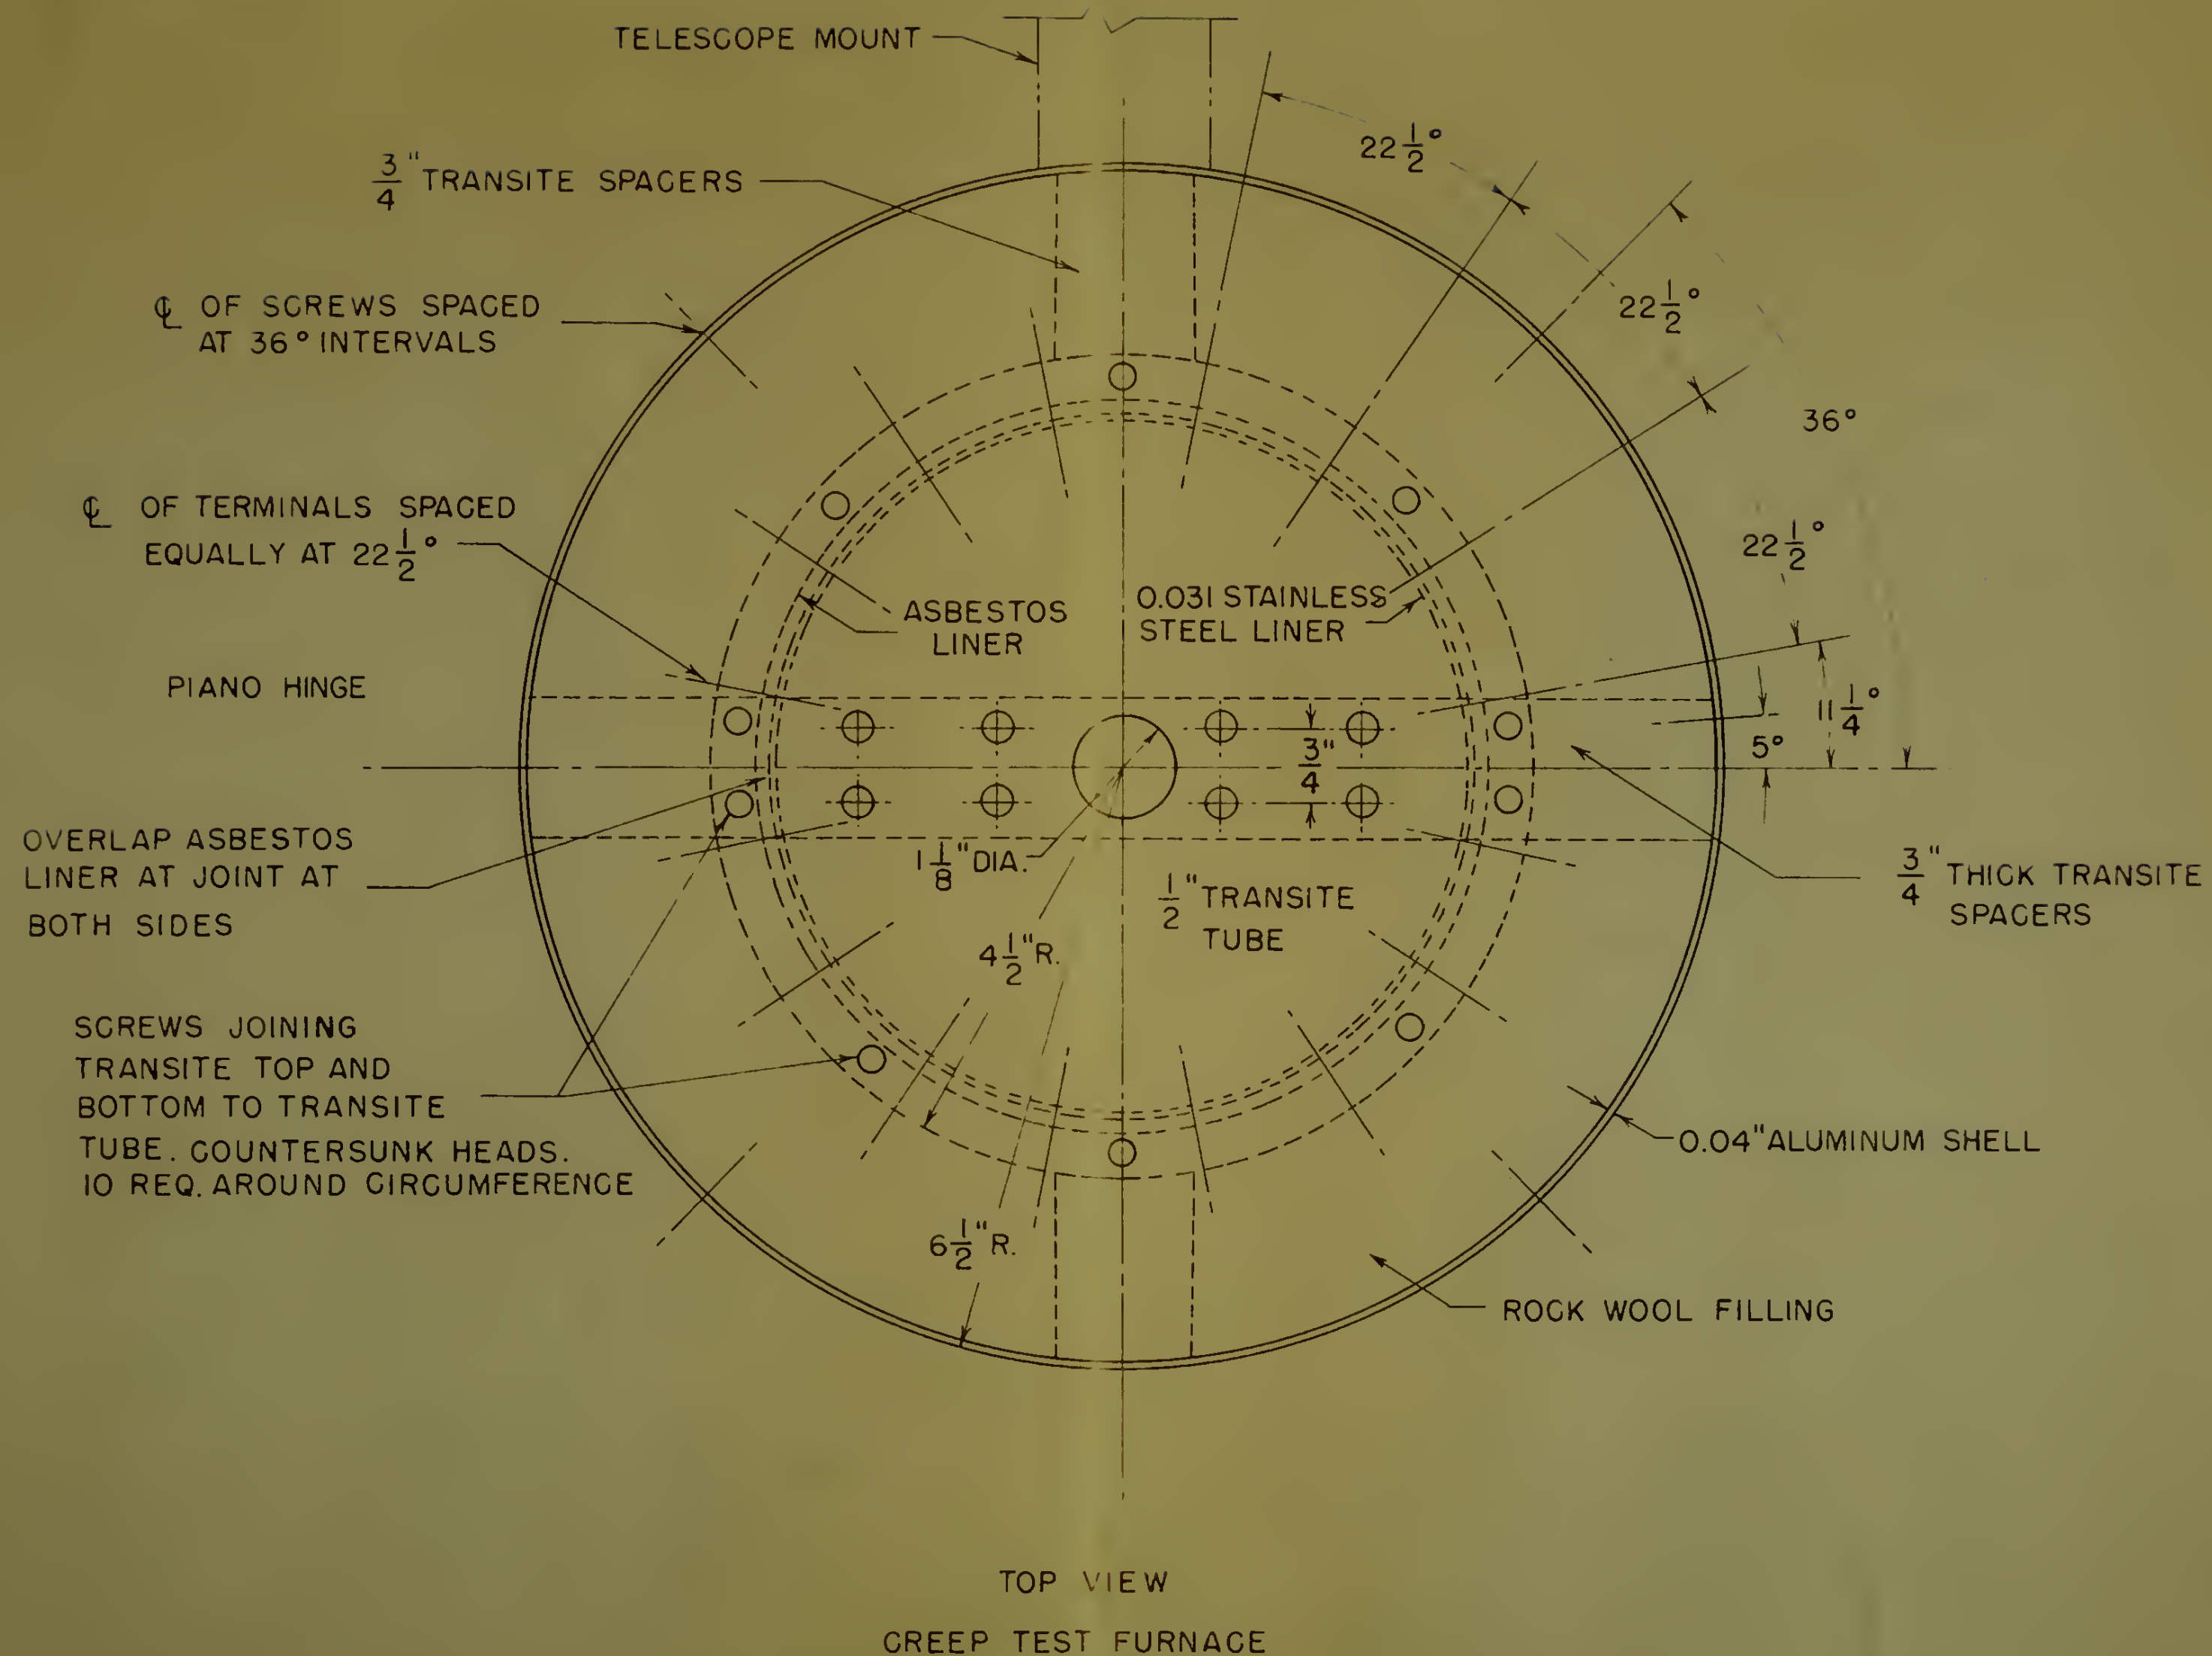 TELESCOPE MOUNT
22 1/2°
3/4" TRANSITE SPACERS
22 1/2°
℄ OF SCREWS SPACED
AT 36° INTERVALS
36°
℄ OF TERMINALS SPACED
EQUALLY AT 22 1/2°
22 1/2°
ASBESTOS
LINER
0.031 STAINLESS
STEEL LINER
PIANO HINGE
11 1/4°
5°
3/4"
OVERLAP ASBESTOS
LINER AT JOINT AT
BOTH SIDES
1 1/8" DIA.
1/2" TRANSITE
TUBE
3/4" THICK TRANSITE
SPACERS
4 1/2" R.
SCREWS JOINING
TRANSITE TOP AND
BOTTOM TO TRANSITE
TUBE. COUNTERSUNK HEADS.
10 REQ. AROUND CIRCUMFERENCE
0.04" ALUMINUM SHELL
6 1/2" R.
ROCK WOOL FILLING
TOP VIEW
CREEP TEST FURNACE